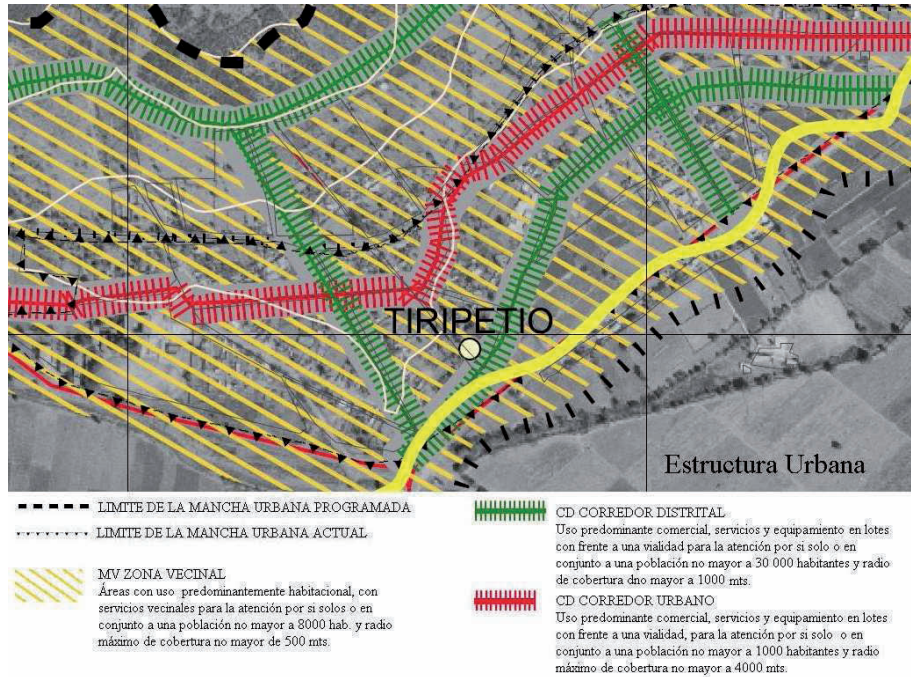 TIRIPETIO
Estructura Urbana
LIMITE DE LA MANCHA URBANA PROGRAMADA
LIMITE DE LA MANCHA URBANA ACTUAL
MV ZONA VECINAL
Áreas con uso predominantemente habitacional, con
servicios vecinales para la atención por si solos o en
conjunto a una población no mayor a 8000 hab. y radio
máximo de cobertura no mayor de 500 mts.
CD CORREDOR DISTRITAL
Uso predominante comercial, servicios y equipamiento en lotes
con frente a una vialidad para la atención por si solo o en
conjunto a una población no mayor a 30 000 habitantes y radio
de cobertura dno mayor a 1000 mts.
CD CORREDOR URBANO
Uso predominante comercial, servicios y equipamiento en lotes
con frente a una vialidad, para la atención por si solo o en
conjunto a una población no mayor a 1000 habitantes y radio
máximo de cobertura no mayor a 4000 mts.